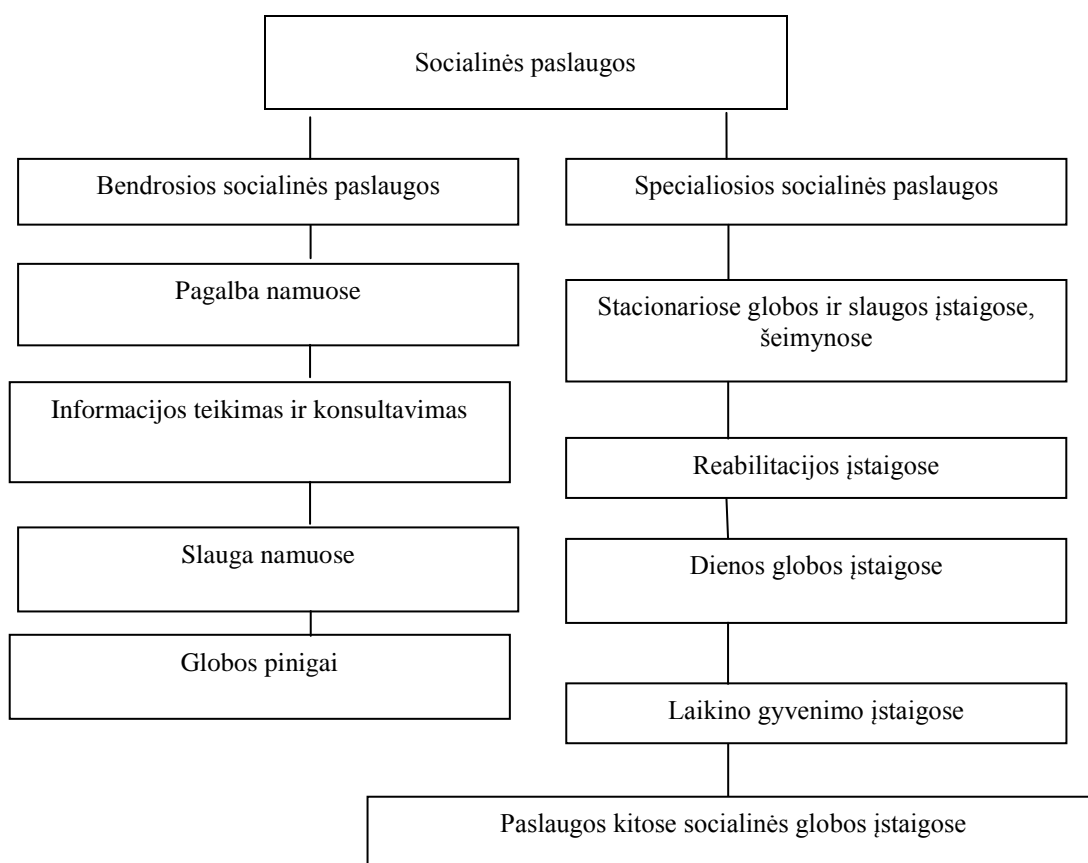 Socialinės paslaugos
Bendrosios socialinės paslaugos
Pagalba namuose
Informacijos teikimas ir konsultavimas
Slauga namuose
Globos pinigai
Specialiosios socialinės paslaugos
Stacionariose globos ir slaugos įstaigose,
šeimynose
Reabilitacijos įstaigose
Dienos globos įstaigose
Laikino gyvenimo įstaigose
Paslaugos kitose socialinės globos įstaigose